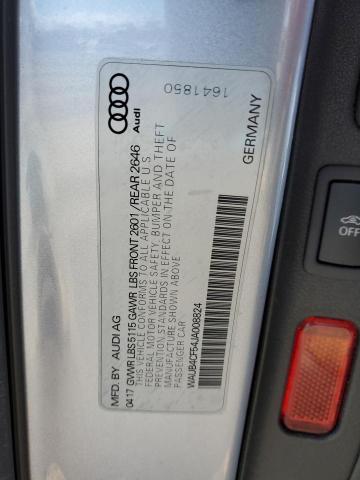 Audi
1641850
GERMANY
MFD. BY AUDI AG
04 17 GVWR LBS 5115 GAWR LBS FRONT 2601 / REAR 2646
THIS VEHICLE CONFORMS TO ALL APPLICABLE U S
FEDERAL MOTOR VEHICLE SAFETY, BUMPER AND THEFT
PREVENTION STANDARDS IN EFFECT ON THE DATE OF
MANUFACTURE SHOWN ABOVE
PASSENGER CAR
WAUB4CF54JA008824
OFF